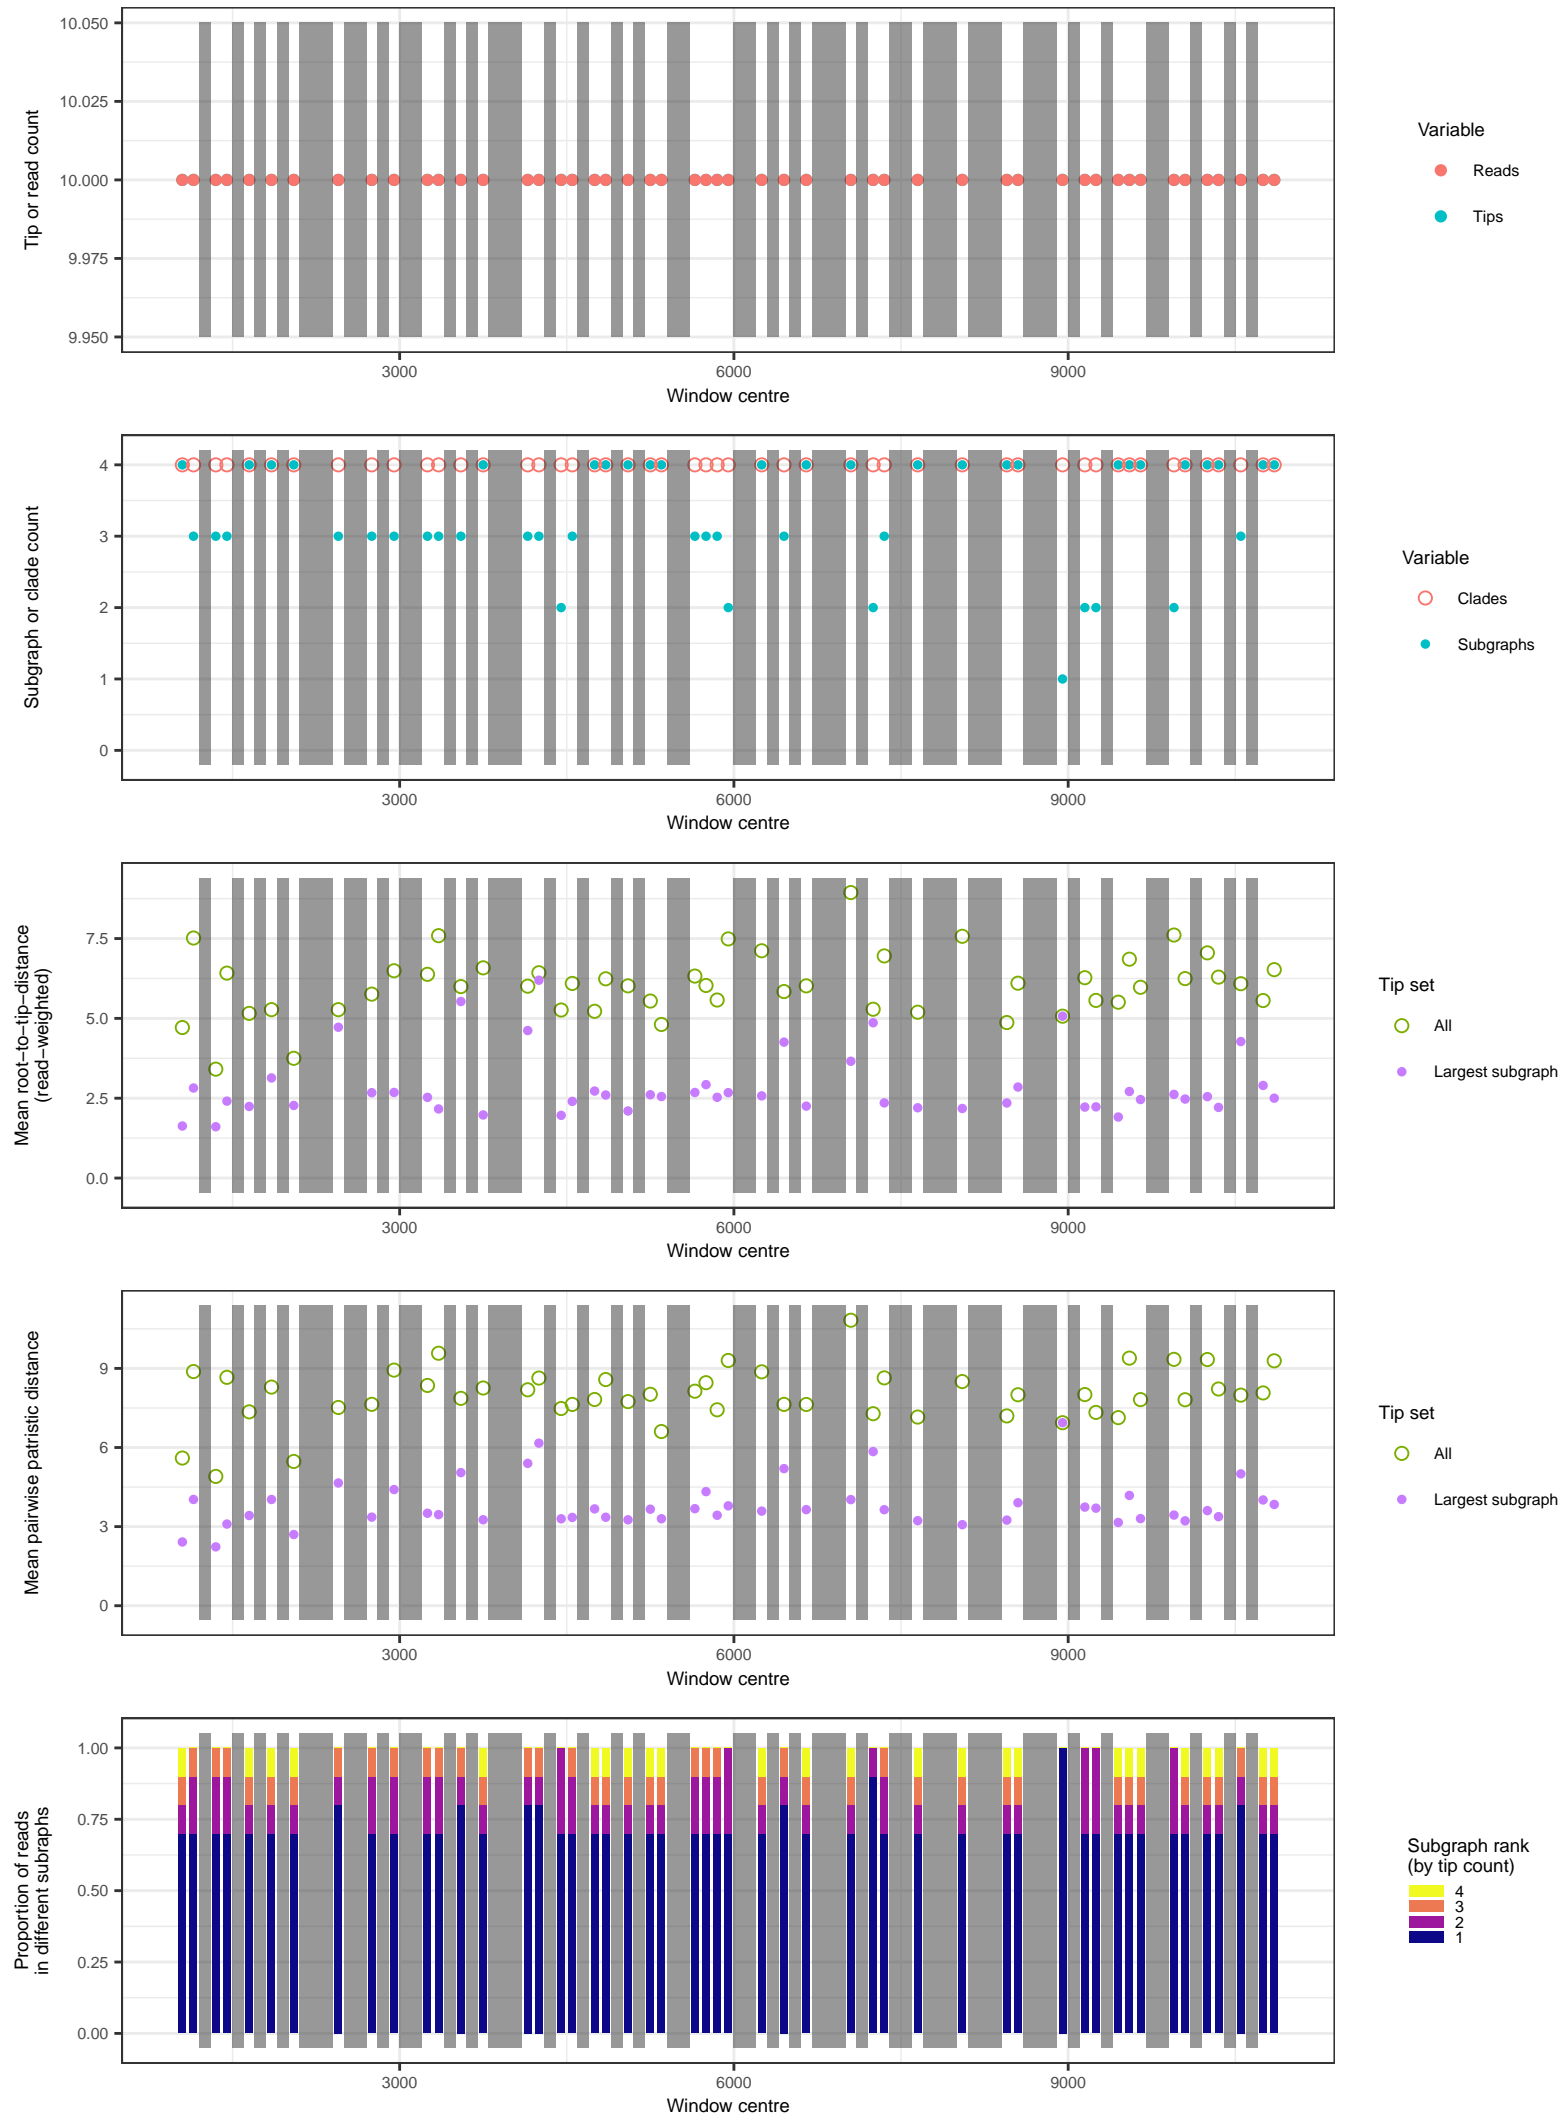 10.050
10.025
10.000
9.975
9.950
Tip or read count
3000
6000
9000
Window centre
Variable
Reads
Tips
4
3
2
1
0
Subgraph or clade count
3000
6000
9000
Window centre
Variable
Clades
Subgraphs
7.5
5.0
2.5
0.0
Mean root−to−tip−distance
(read−weighted)
3000
6000
9000
Window centre
Tip set
All
Largest subgraph
9
6
3
0
Mean pairwise patristic distance
3000
6000
9000
Window centre
Tip set
All
Largest subgraph
1.00
0.75
0.50
0.25
0.00
Proportion of reads
in different subraphs
3000
6000
9000
Window centre
Subgraph rank
(by tip count)
4
3
2
1